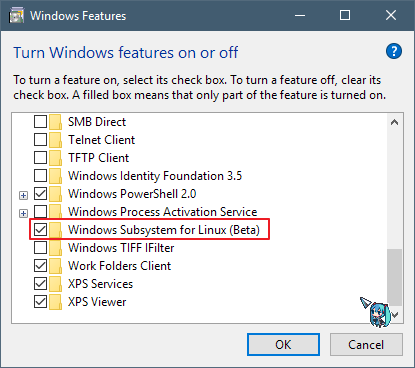 Windows Features
Turn Windows features on or off
To turn a feature on, select its check box. To turn a feature off, clear its
check box. A filled box means that only part of the feature is turned on.
SMB Direct
Telnet Client
TFTP Client
Windows Identity Foundation 3.5
Windows PowerShell 2.0
Windows Process Activation Service
Windows Subsystem for Linux (Beta)
Windows TIFF IFilter
Work Folders Client
XPS Services
XPS Viewer
OK
Cancel